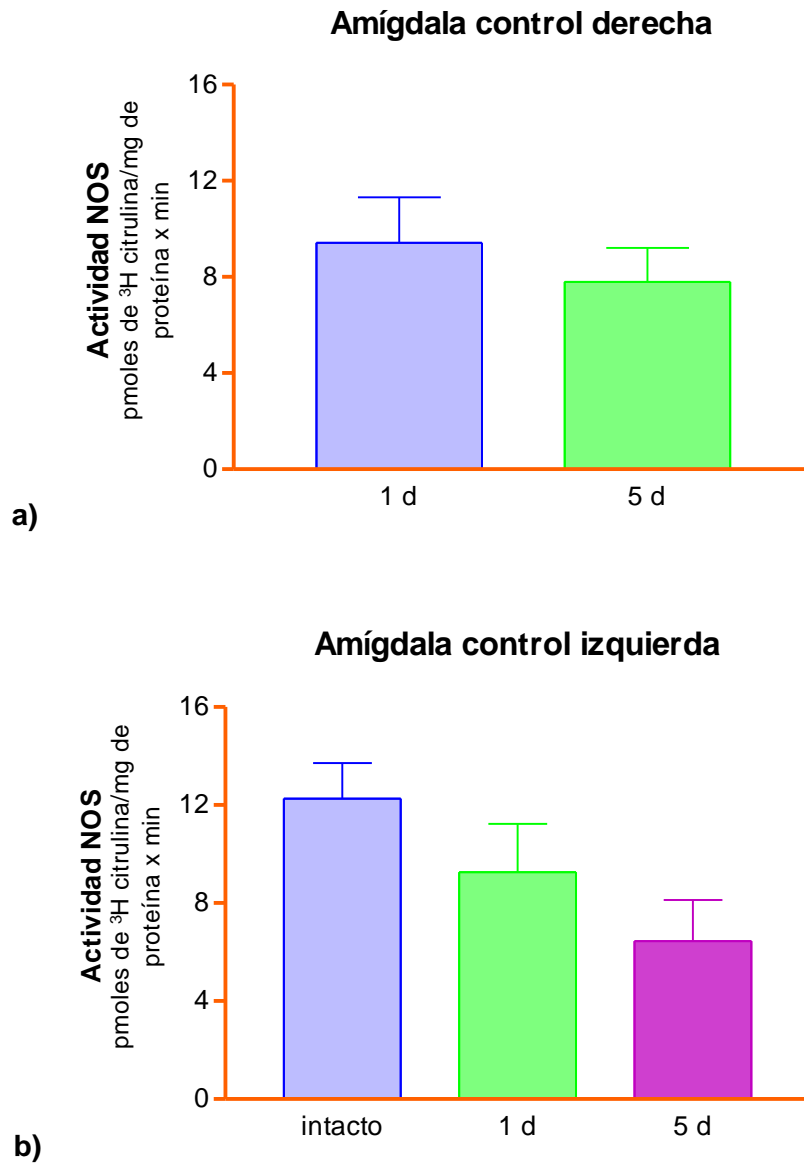 Amígdala control derecha
Actividad NOS
pmoles de ³H citrulina/mg de
proteína x min
16
12
8
4
0
1 d
5 d
a)
Amígdala control izquierda
Actividad NOS
pmoles de ³H citrulina/mg de
proteína x min
16
12
8
4
0
intacto
1 d
5 d
b)